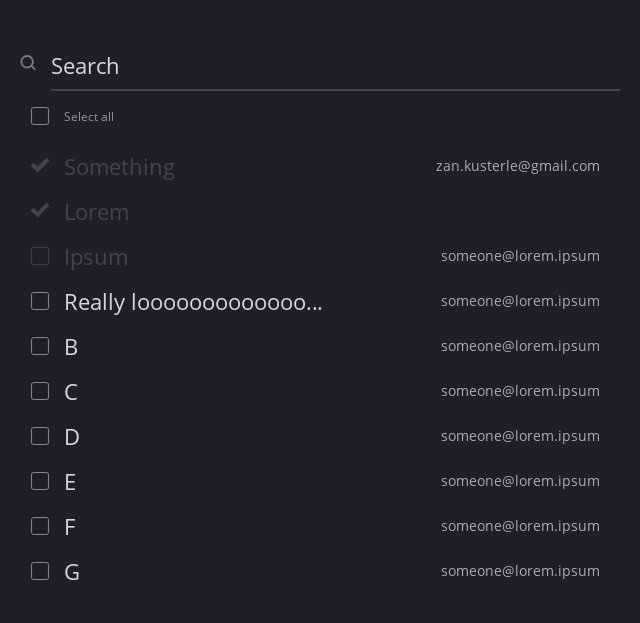 Search
Select all
Something zan.kusterle@gmail.com
Lorem
Ipsum someone@lorem.ipsum
Really looooooooooooo... someone@lorem.ipsum
B someone@lorem.ipsum
C someone@lorem.ipsum
D someone@lorem.ipsum
E someone@lorem.ipsum
F someone@lorem.ipsum
G someone@lorem.ipsum